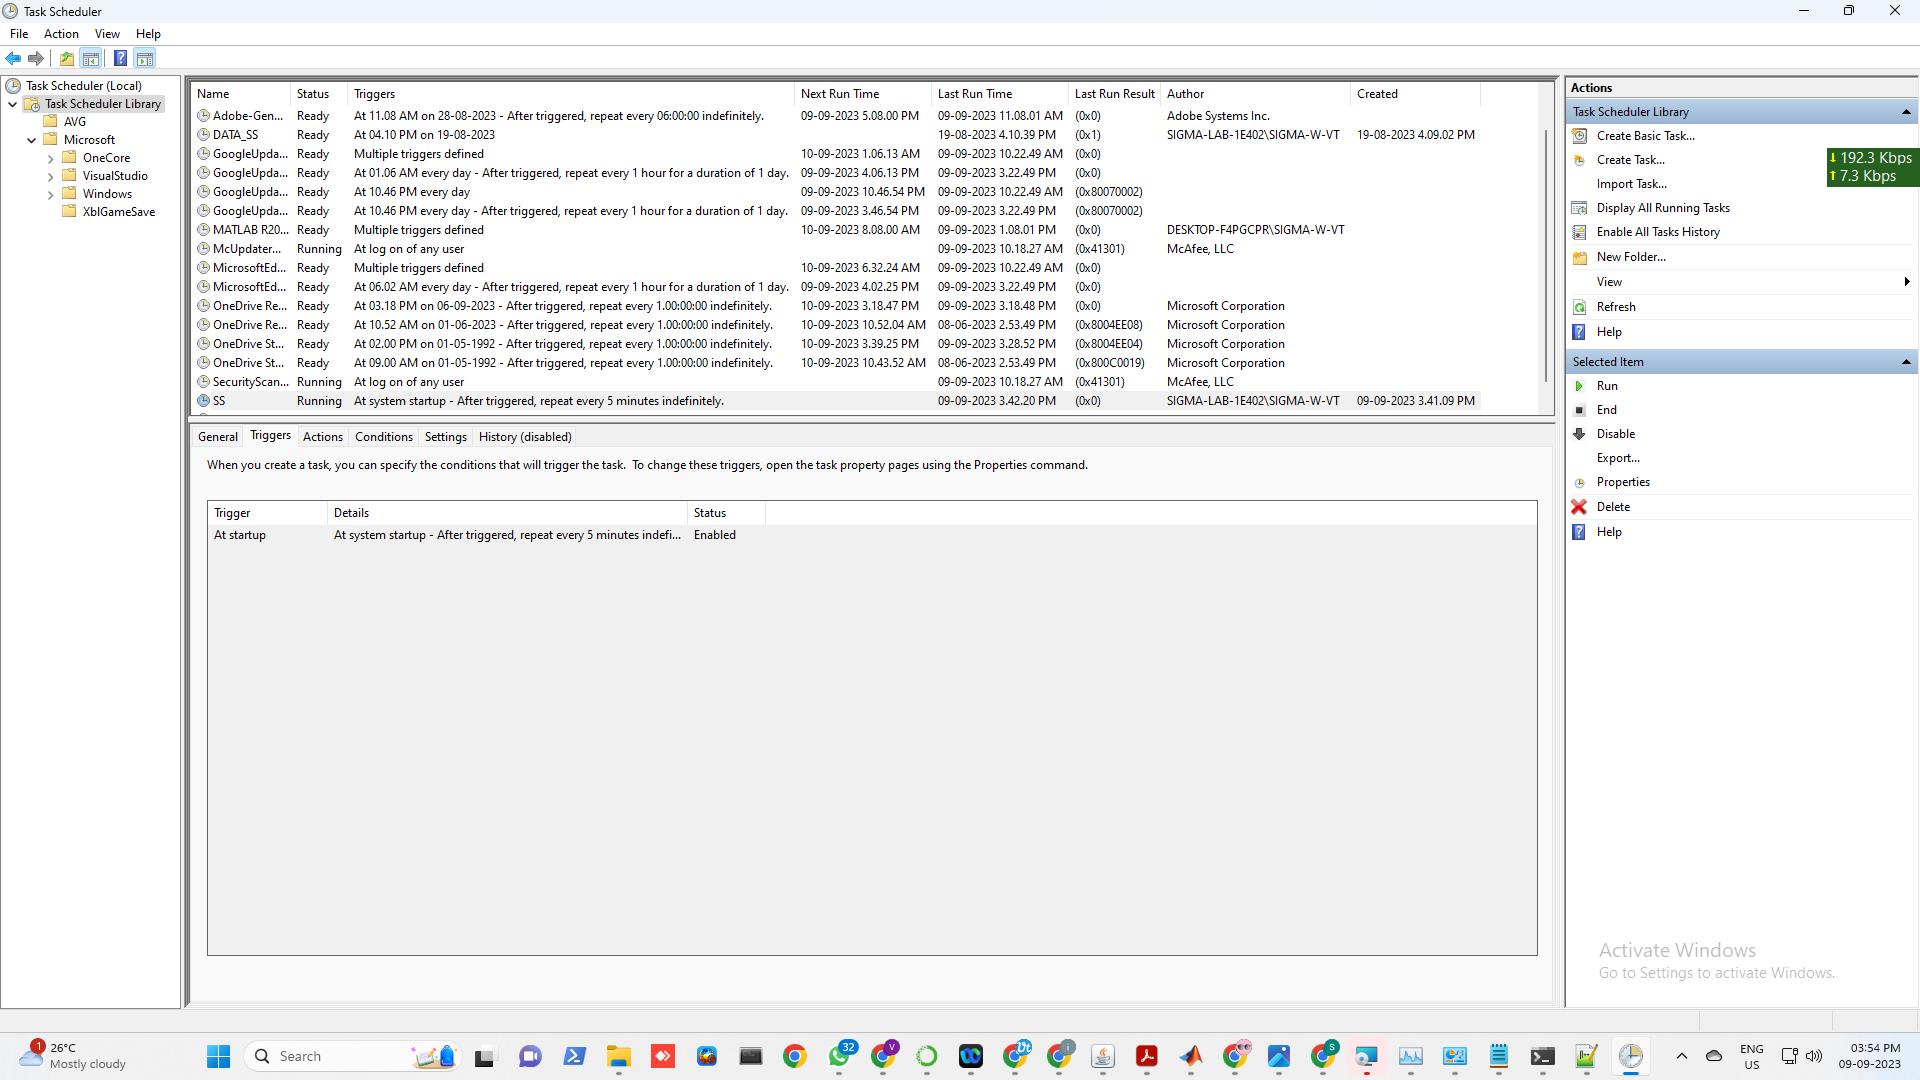 Task Scheduler
File Action View Help
Task Scheduler (Local)
Task Scheduler Library
AVG
Microsoft
OneCore
VisualStudio
Windows
XblGameSave
Name Status Triggers Next Run Time Last Run Time Last Run Result Author Created
Adobe-Gen... Ready At 11.08 AM on 28-08-2023 - After triggered, repeat every 06:00:00 indefinitely. 09-09-2023 5.08.00 PM 09-09-2023 11.08.01 AM (0x0) Adobe Systems Inc.
DATA_SS Ready At 04.10 PM on 19-08-2023 19-08-2023 4.10.39 PM (0x1) SIGMA-LAB-1E402\SIGMA-W-VT 19-08-2023 4.09.02 PM
GoogleUpda... Ready Multiple triggers defined 10-09-2023 1.06.13 AM 09-09-2023 10.22.49 AM (0x0)
GoogleUpda... Ready At 01.06 AM every day - After triggered, repeat every 1 hour for a duration of 1 day. 09-09-2023 4.06.13 PM 09-09-2023 3.22.49 PM (0x0)
GoogleUpda... Ready At 10.46 PM every day 09-09-2023 10.46.54 PM 09-09-2023 10.22.49 AM (0x80070002)
GoogleUpda... Ready At 10.46 PM every day - After triggered, repeat every 1 hour for a duration of 1 day. 09-09-2023 3.46.54 PM 09-09-2023 3.22.49 PM (0x80070002)
MATLAB R20... Ready Multiple triggers defined 10-09-2023 8.08.00 AM 09-09-2023 1.08.01 PM (0x0) DESKTOP-F4PGCPR\SIGMA-W-VT
McUpdater... Running At log on of any user 09-09-2023 10.18.27 AM (0x41301) McAfee, LLC
MicrosoftEd... Ready Multiple triggers defined 10-09-2023 6.32.24 AM 09-09-2023 10.22.49 AM (0x0)
MicrosoftEd... Ready At 06.02 AM every day - After triggered, repeat every 1 hour for a duration of 1 day. 09-09-2023 4.02.25 PM 09-09-2023 3.22.49 PM (0x0)
OneDrive Re... Ready At 03.18 PM on 06-09-2023 - After triggered, repeat every 1.00:00:00 indefinitely. 10-09-2023 3.18.47 PM 09-09-2023 3.18.48 PM (0x0) Microsoft Corporation
OneDrive Re... Ready At 10.52 AM on 01-06-2023 - After triggered, repeat every 1.00:00:00 indefinitely. 10-09-2023 10.52.04 AM 08-06-2023 2.53.49 PM (0x8004EE08) Microsoft Corporation
OneDrive St... Ready At 02.00 PM on 01-05-1992 - After triggered, repeat every 1.00:00:00 indefinitely. 10-09-2023 3.39.25 PM 09-09-2023 3.28.52 PM (0x8004EE04) Microsoft Corporation
OneDrive St... Ready At 09.00 AM on 01-05-1992 - After triggered, repeat every 1.00:00:00 indefinitely. 10-09-2023 10.43.52 AM 08-06-2023 2.53.49 PM (0x800C0019) Microsoft Corporation
SecurityScan... Running At log on of any user 09-09-2023 10.18.27 AM (0x41301) McAfee, LLC
SS Running At system startup - After triggered, repeat every 5 minutes indefinitely. 09-09-2023 3.42.20 PM (0x0) SIGMA-LAB-1E402\SIGMA-W-VT 09-09-2023 3.41.09 PM
General Triggers Actions Conditions Settings History (disabled)
When you create a task, you can specify the conditions that will trigger the task. To change these triggers, open the task property pages using the Properties command.
Trigger Details Status
At startup At system startup - After triggered, repeat every 5 minutes indefi... Enabled
Actions
Task Scheduler Library
Create Basic Task...
Create Task...
Import Task...
Display All Running Tasks
Enable All Tasks History
New Folder...
View
Refresh
Help
Selected Item
Run
End
Disable
Export...
Properties
Delete
Help
192.3 Kbps
7.3 Kbps
Activate Windows
Go to Settings to activate Windows.
1
26°C
Mostly cloudy
Search
32
V
Vt
i
S
ENG
US
03:54 PM
09-09-2023